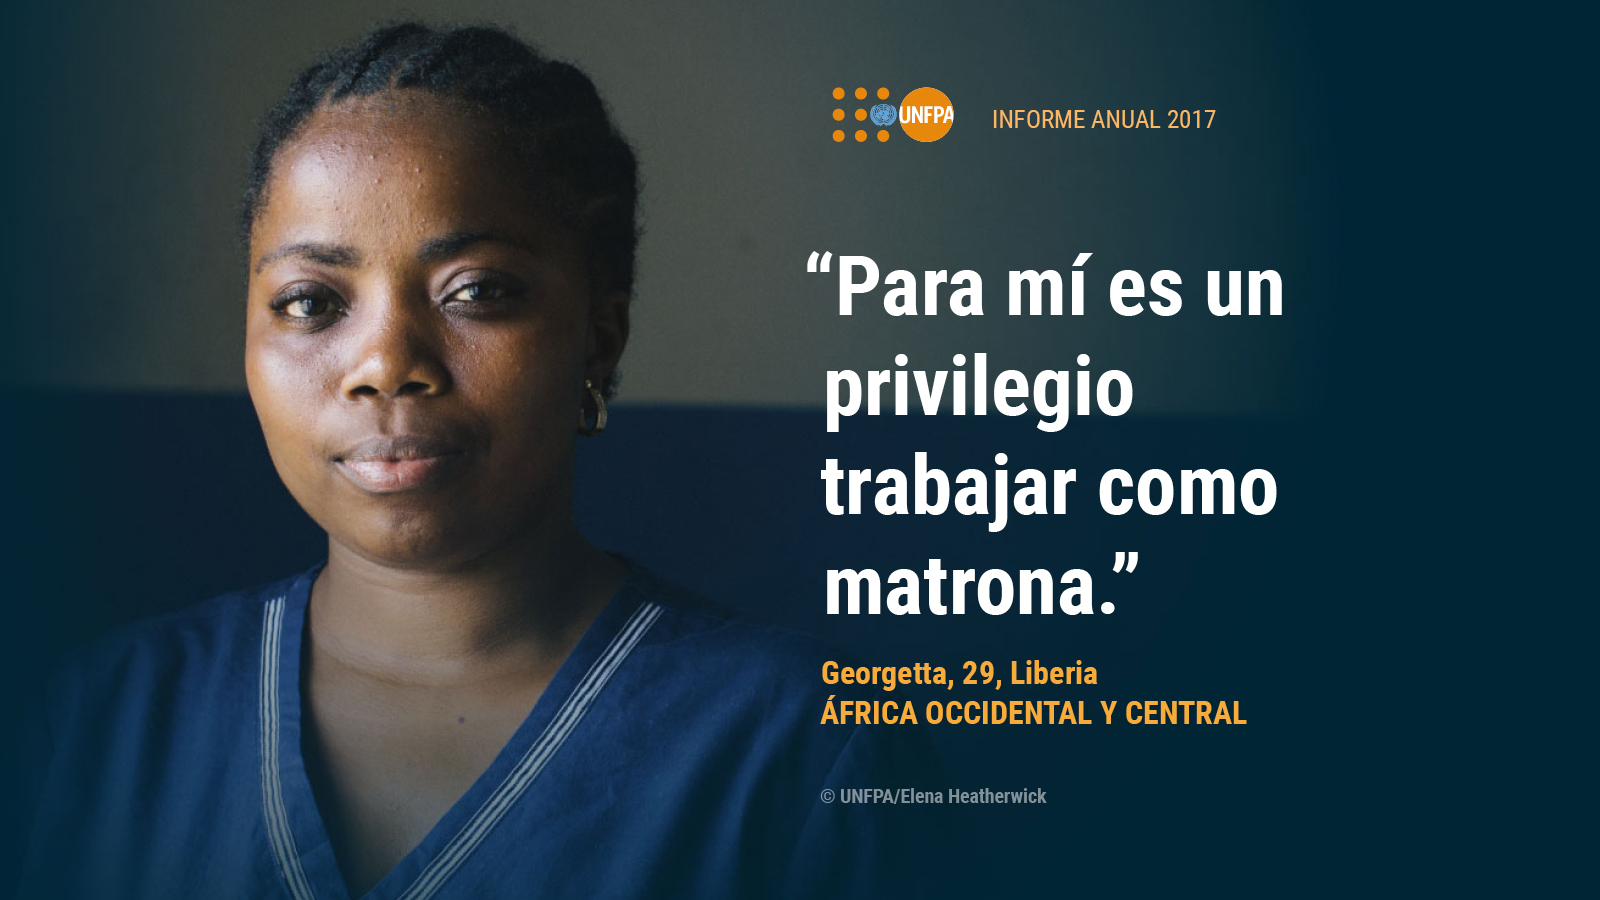 UNFPA
INFORME ANUAL 2017
“Para mí es un
privilegio
trabajar como
matrona.”
Georgetta, 29, Liberia
ÁFRICA OCCIDENTAL Y CENTRAL
© UNFPA/Elena Heatherwick